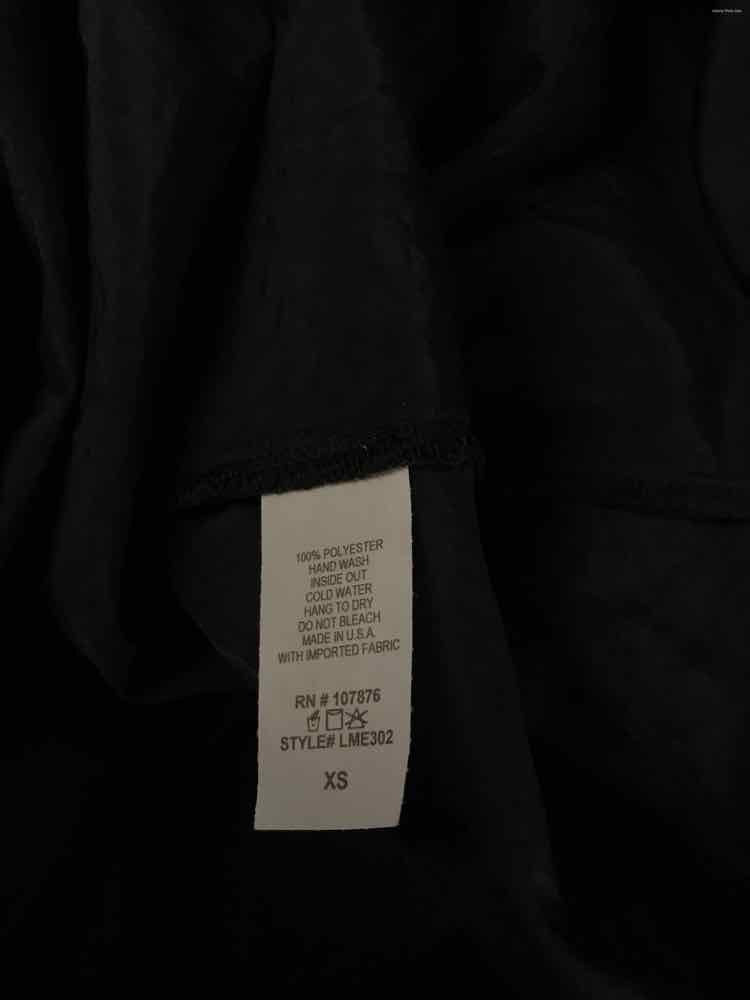 100% POLYESTER
HAND WASH
INSIDE OUT
COLD WATER
HANG TO DRY
DO NOT BLEACH
MADE IN U.S.A.
WITH IMPORTED FABRIC
RN # 107876
STYLE# LME302
XS